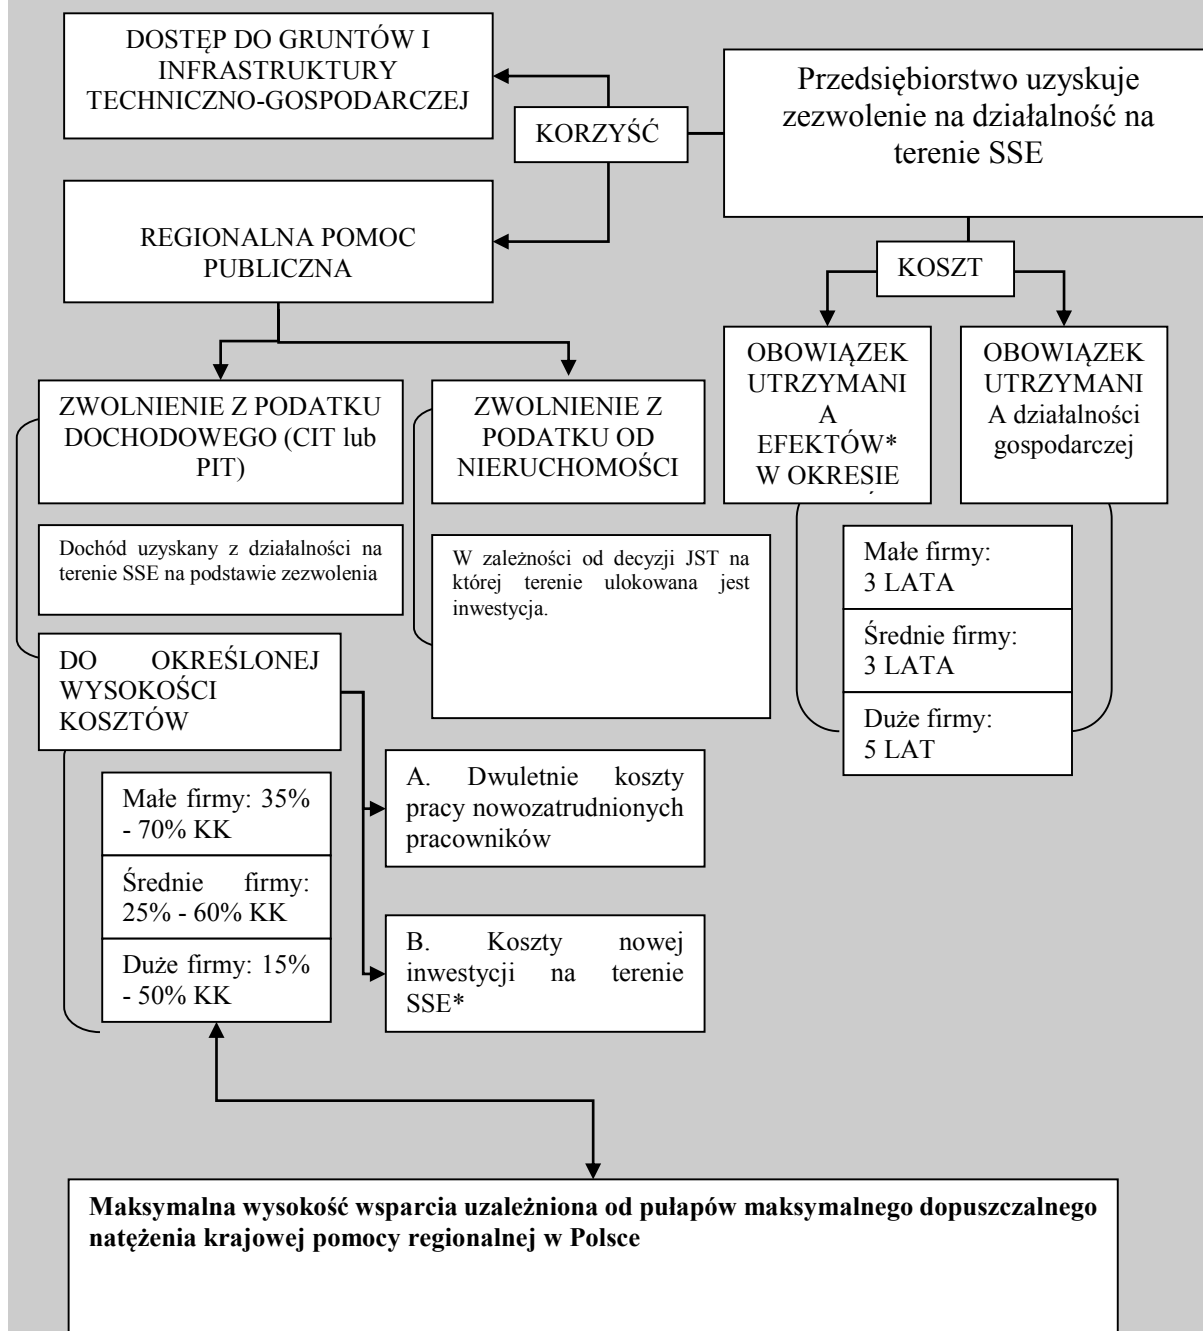 DOSTĘP DO GRUNTÓW I
INFRASTRUKTURY
TECHNICZNO-GOSPODARCZEJ
Przedsiębiorstwo uzyskuje
zezwolenie na działalność na
terenie SSE
KORZYŚĆ
REGIONALNA POMOC
PUBLICZNA
KOSZT
ZWOLNIENIE Z PODATKU
DOCHODOWEGO (CIT lub
PIT)
ZWOLNIENIE Z
PODATKU OD
NIERUCHOMOŚCI
OBOWIĄZEK
UTRZYMANI
A
EFEKTÓW*
W OKRESIE
OBOWIĄZEK
UTRZYMANI
A działalności
gospodarczej
Dochód uzyskany z działalności na
terenie SSE na podstawie zezwolenia
W zależności od decyzji JST na
której terenie ulokowana jest
inwestycja.
Małe firmy:
3 LATA
Średnie firmy:
3 LATA
Duże firmy:
5 LAT
DO OKREŚLONEJ
WYSOKOŚCI
KOSZTÓW
Małe firmy: 35%
- 70% KK
Średnie firmy:
25% - 60% KK
Duże firmy: 15%
- 50% KK
A. Dwuletnie koszty
pracy nowozatrudnionych
pracowników
B. Koszty nowej
inwestycji na terenie
SSE*
Maksymalna wysokość wsparcia uzależniona od pułapów maksymalnego dopuszczalnego
natężenia krajowej pomocy regionalnej w Polsce